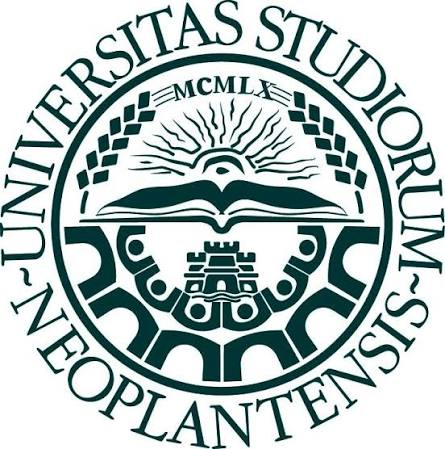 UNIVERSITAS STUDIORUM
~NEOPLANTENSIS~
MCMLX